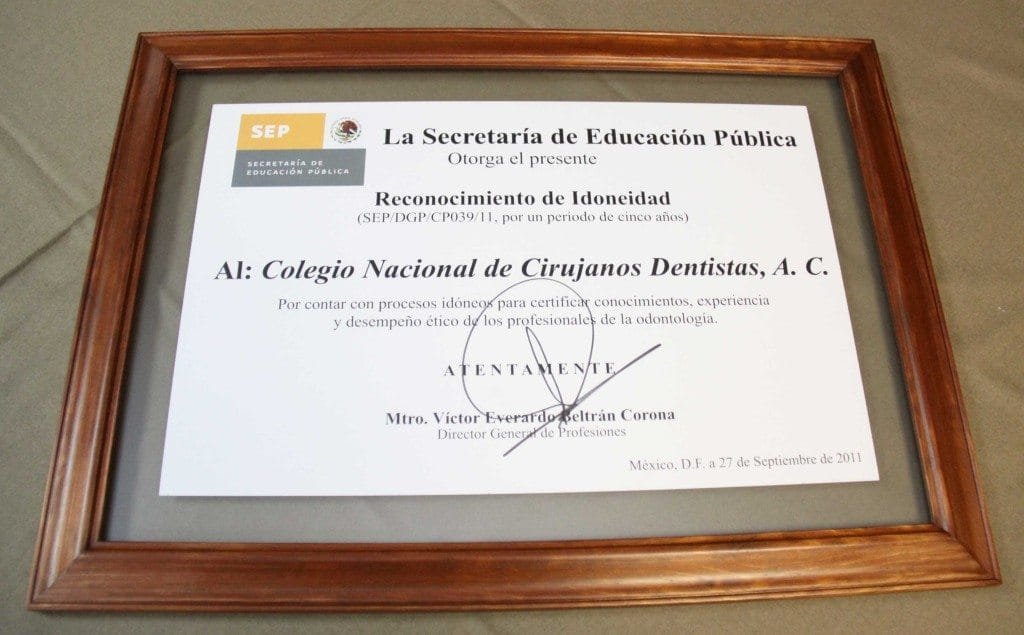 SEP
SECRETARÍA DE
EDUCACIÓN PÚBLICA
La Secretaría de Educación Pública
Otorga el presente
Reconocimiento de Idoneidad
(SEP/DGP/CP039/11, por un período de cinco años)
Al: Colegio Nacional de Cirujanos Dentistas, A. C.
Por contar con procesos idóneos para certificar conocimientos, experiencia
y desempeño ético de los profesionales de la odontología.
ATENTAMENTE
Mtro. Víctor Everardo Beltrán Corona
Director General de Profesiones
México, D.F. a 27 de Septiembre de 2011